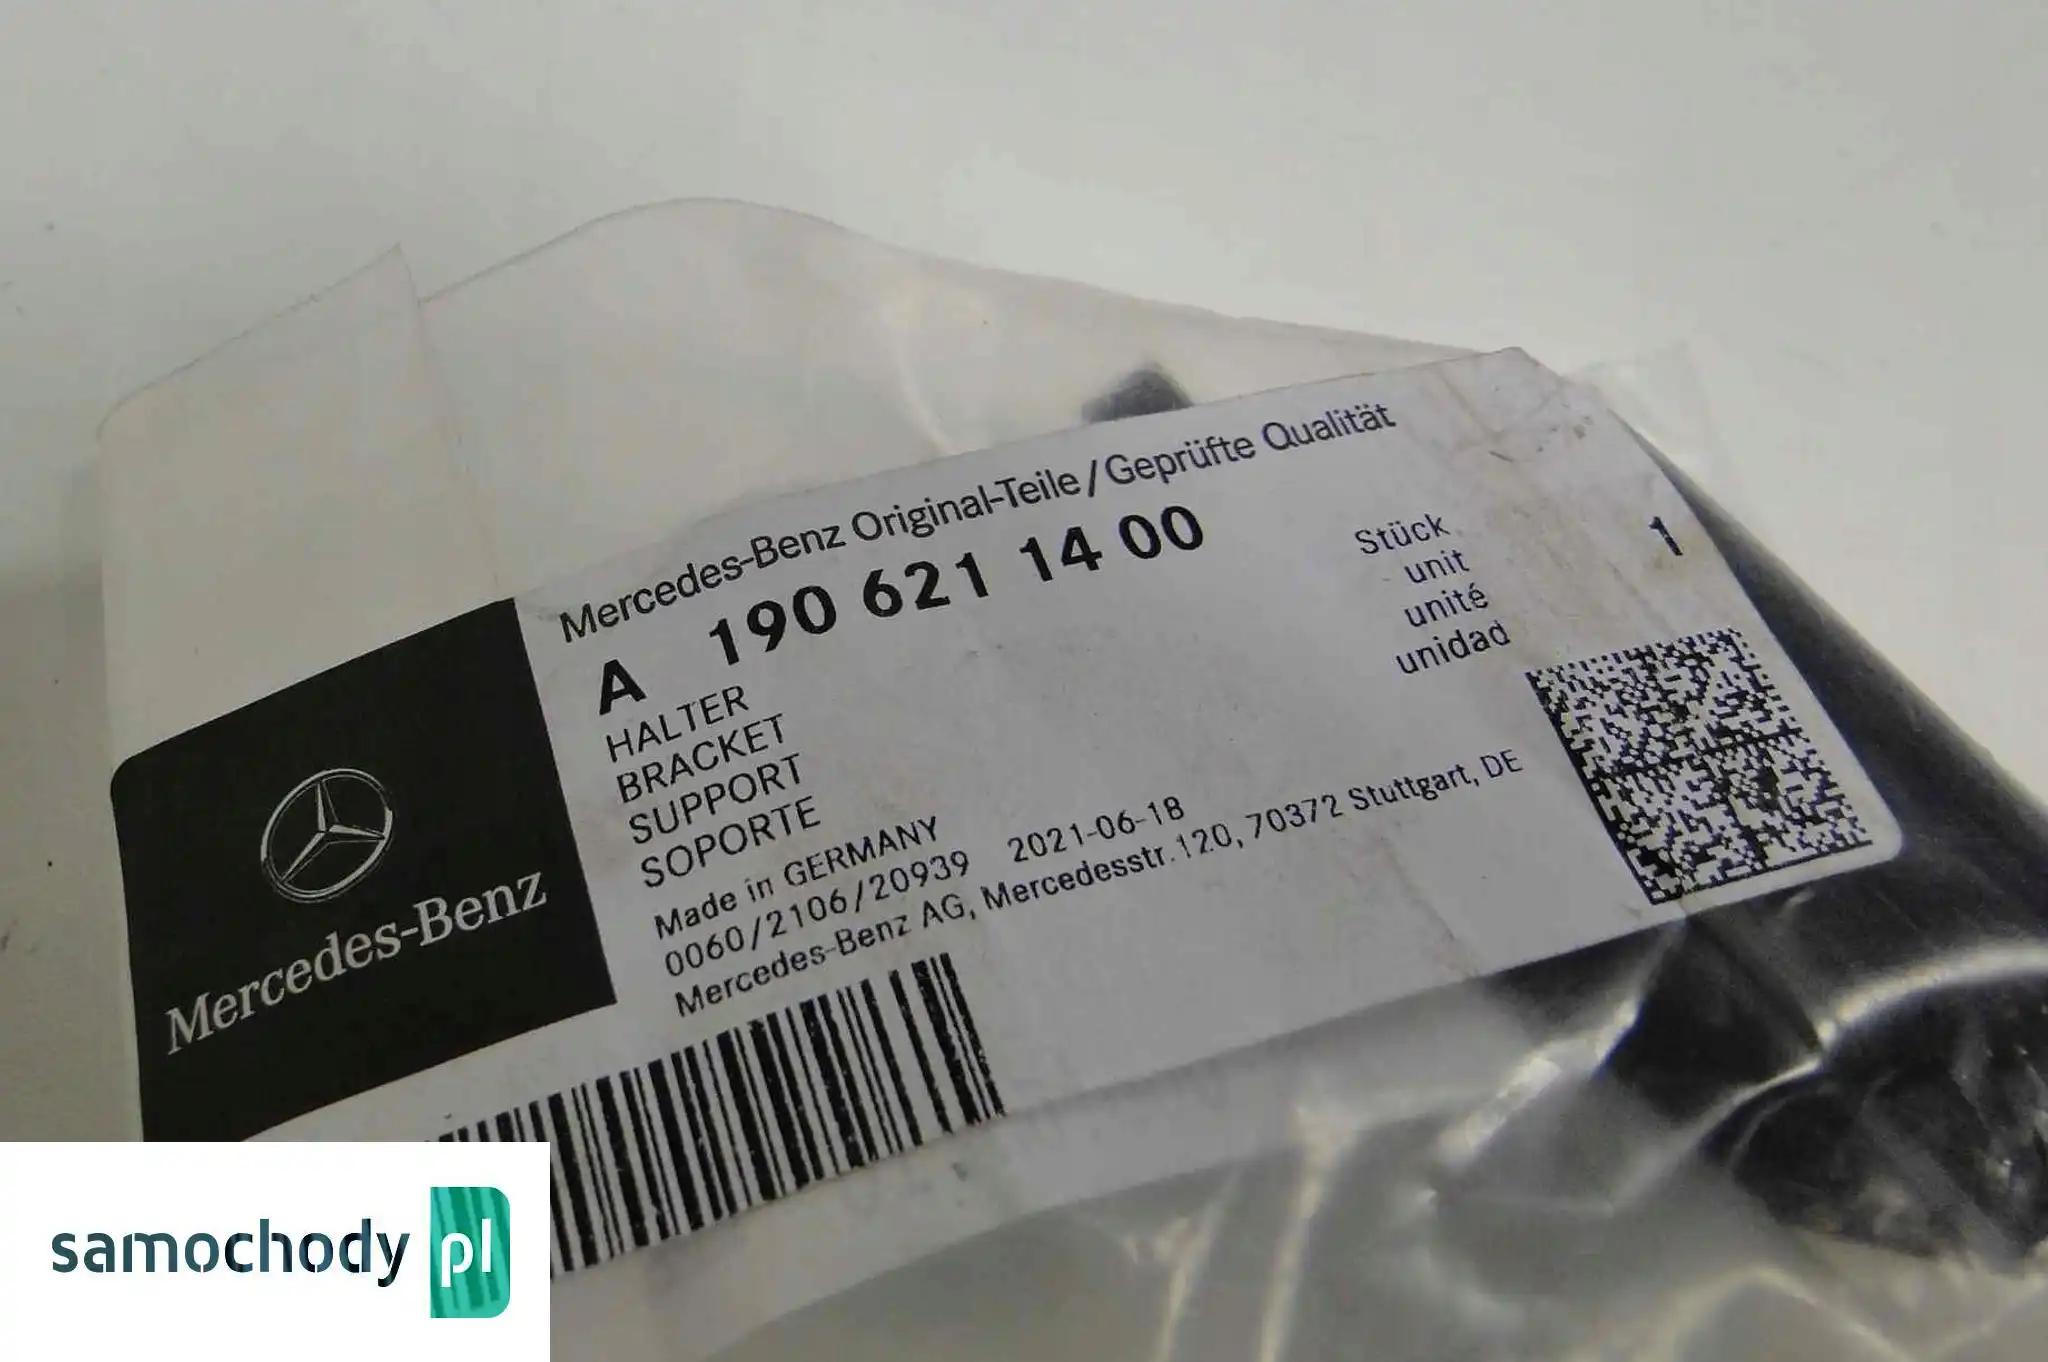 Mercedes-Benz Original-Teile/Geprüfte Qualität
A 190 621 14 00
Stück 1
unit
unité
unidad
HALTER
BRACKET
SUPPORT
SOPORTE
Made in GERMANY
0060/2106/20939 2021-06-18
Mercedes-Benz AG, Mercedesstr.120, 70372 Stuttgart, DE
Mercedes-Benz
samochody pl